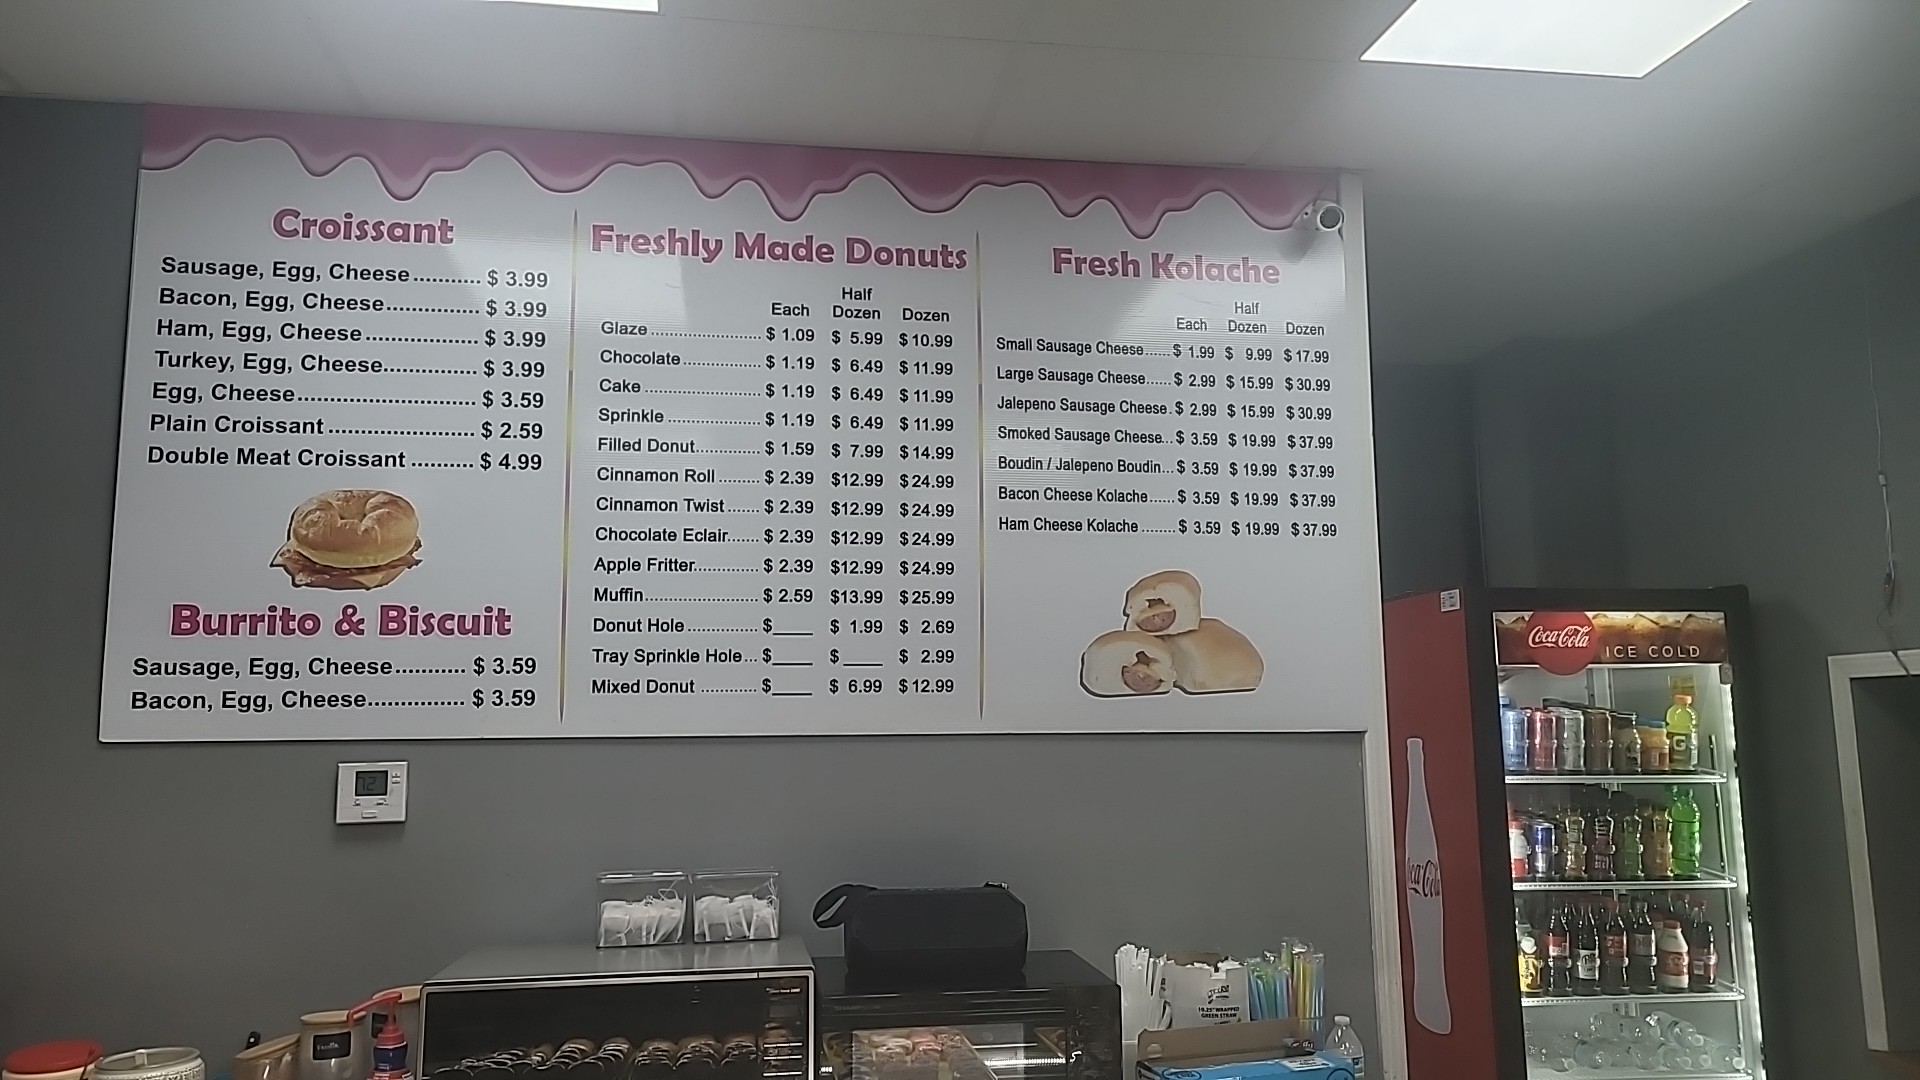 Croissant
Sausage, Egg, Cheese........... $ 3.99
Bacon, Egg, Cheese............... $ 3.99
Ham, Egg, Cheese.................. $ 3.99
Turkey, Egg, Cheese............... $ 3.99
Egg, Cheese............................ $ 3.59
Plain Croissant ....................... $ 2.59
Double Meat Croissant .......... $ 4.99
Burrito & Biscuit
Sausage, Egg, Cheese........... $ 3.59
Bacon, Egg, Cheese................ $ 3.59
Freshly Made Donuts
Each Half Dozen Dozen
Glaze ........................... $ 1.09 $ 5.99 $ 10.99
Chocolate ................... $ 1.19 $ 6.49 $ 11.99
Cake ............................ $ 1.19 $ 6.49 $ 11.99
Sprinkle ....................... $ 1.19 $ 6.49 $ 11.99
Filled Donut................ $ 1.59 $ 7.99 $ 14.99
Cinnamon Roll .......... $ 2.39 $12.99 $ 24.99
Cinnamon Twist ........ $ 2.39 $12.99 $ 24.99
Chocolate Eclair........ $ 2.39 $12.99 $ 24.99
Apple Fritter................ $ 2.39 $12.99 $ 24.99
Muffin............................ $ 2.59 $13.99 $ 25.99
Donut Hole ................. $____ $ 1.99 $ 2.69
Tray Sprinkle Hole... $____ $ ____ $ 2.99
Mixed Donut ............. $____ $ 6.99 $ 12.99
Fresh Kolache
Each Half Dozen Dozen
Small Sausage Cheese...... $ 1.99 $ 9.99 $ 17.99
Large Sausage Cheese...... $ 2.99 $ 15.99 $ 30.99
Jalepeno Sausage Cheese. $ 2.99 $ 15.99 $ 30.99
Smoked Sausage Cheese... $ 3.59 $ 19.99 $ 37.99
Boudin / Jalepeno Boudin... $ 3.59 $ 19.99 $ 37.99
Bacon Cheese Kolache...... $ 3.59 $ 19.99 $ 37.99
Ham Cheese Kolache ........ $ 3.59 $ 19.99 $ 37.99
Coca-Cola
ICE COLD
G
Coca-Cola
72
Vanilla
10.25" WRAPPED
GREEN STRAW